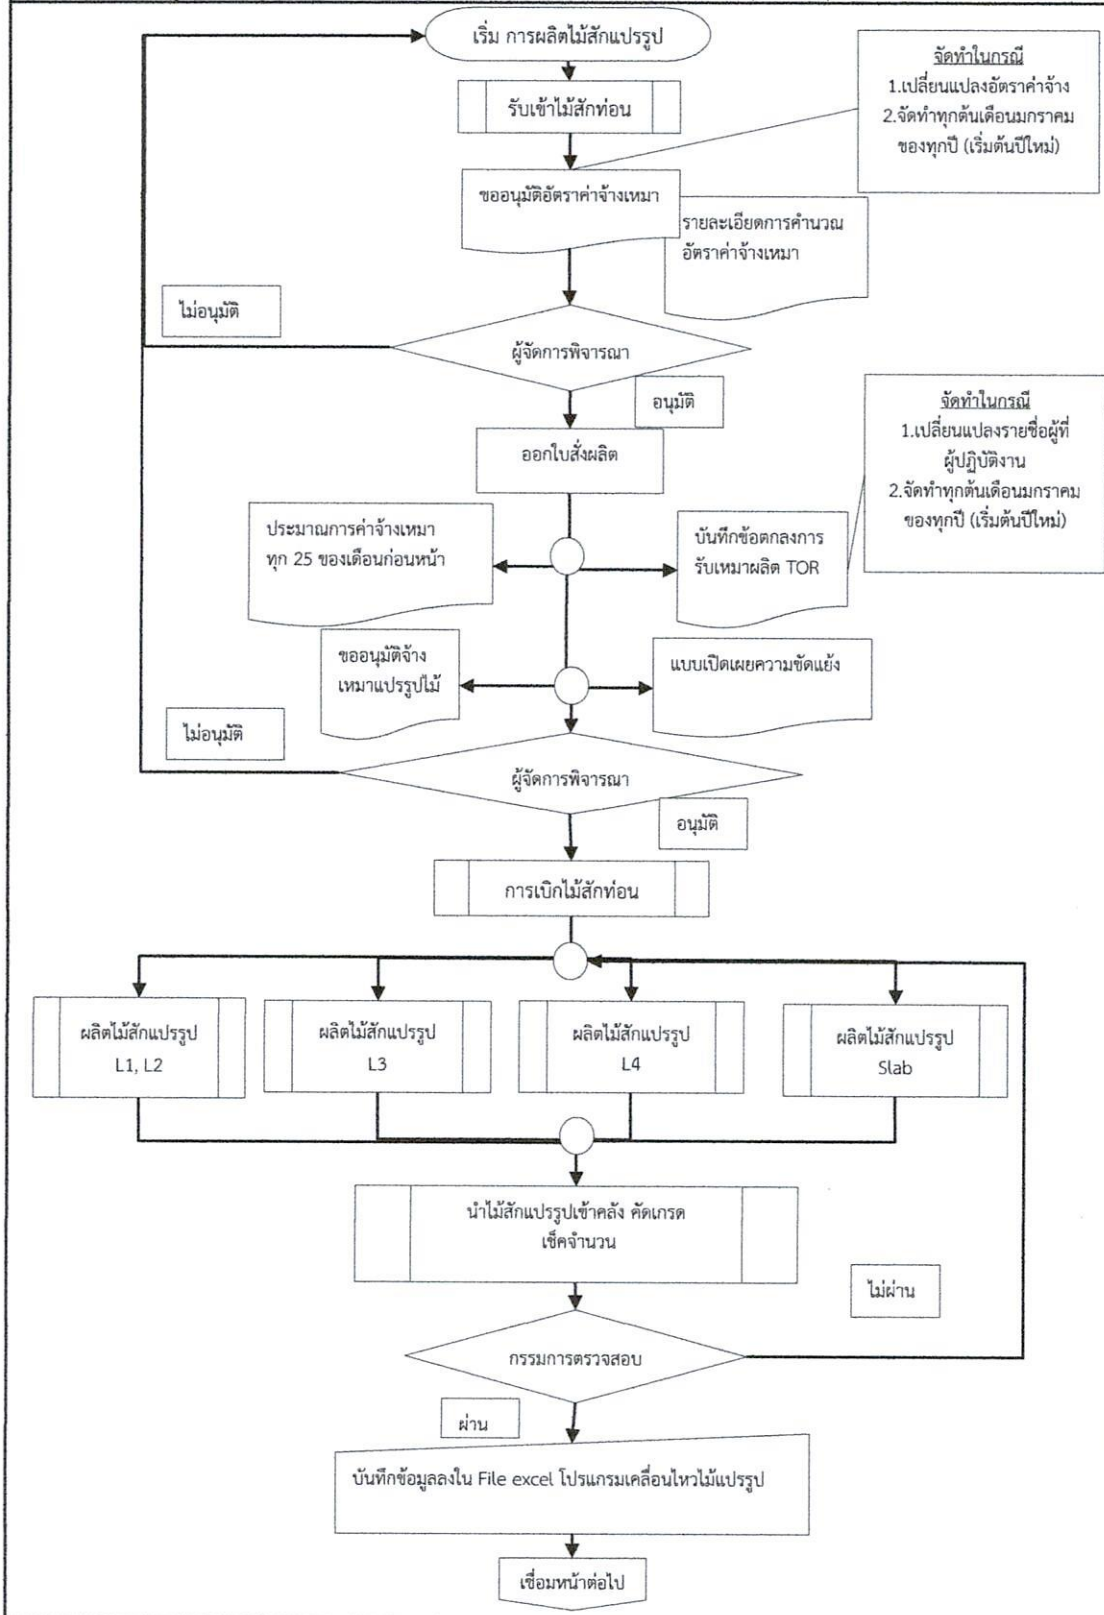 เริ่ม การผลิตไม้สักแปรรูป
จัดทำในกรณี
1.เปลี่ยนแปลงอัตราค่าจ้าง
2.จัดทำทุกต้นเดือนมกราคม
ของทุกปี (เริ่มต้นปีใหม่)
รับเข้าไม้สักท่อน
ขออนุมัติอัตราค่าจ้างเหมา
รายละเอียดการคำนวณ
อัตราค่าจ้างเหมา
ไม่อนุมัติ
ผู้จัดการพิจารณา
อนุมัติ
จัดทำในกรณี
1.เปลี่ยนแปลงรายชื่อผู้ที่
ผู้ปฏิบัติงาน
2.จัดทำทุกต้นเดือนมกราคม
ของทุกปี (เริ่มต้นปีใหม่)
ออกใบสั่งผลิต
ประมาณการค่าจ้างเหมา
ทุก 25 ของเดือนก่อนหน้า
บันทึกข้อตกลงการ
รับเหมาผลิต TOR
ขออนุมัติจ้าง
เหมาแปรรูปไม้
แบบเปิดเผยความขัดแย้ง
ไม่อนุมัติ
ผู้จัดการพิจารณา
อนุมัติ
การเบิกไม้สักท่อน
ผลิตไม้สักแปรรูป
L1, L2
ผลิตไม้สักแปรรูป
L3
ผลิตไม้สักแปรรูป
L4
ผลิตไม้สักแปรรูป
Slab
นำไม้สักแปรรูปเข้าคลัง คัดเกรด
เช็คจำนวน
ไม่ผ่าน
กรรมการตรวจสอบ
ผ่าน
บันทึกข้อมูลลงใน File excel โปรแกรมเคลื่อนไหวไม้แปรรูป
เชื่อมหน้าต่อไป